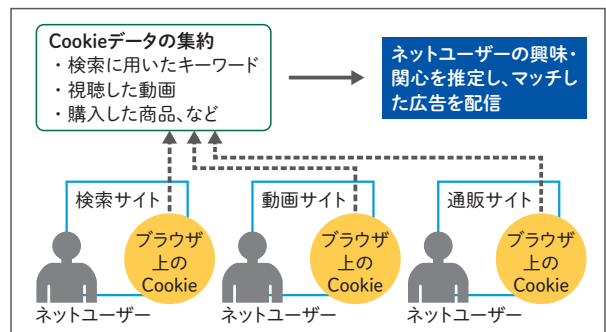 Cookieデータの集約
・検索に用いたキーワード
・視聴した動画
・購入した商品、など
ネットユーザーの興味・
関心を推定し、マッチし
た広告を配信
検索サイト
動画サイト
通販サイト
ブラウザ
上の
Cookie
ブラウザ
上の
Cookie
ブラウザ
上の
Cookie
ネットユーザー
ネットユーザー
ネットユーザー